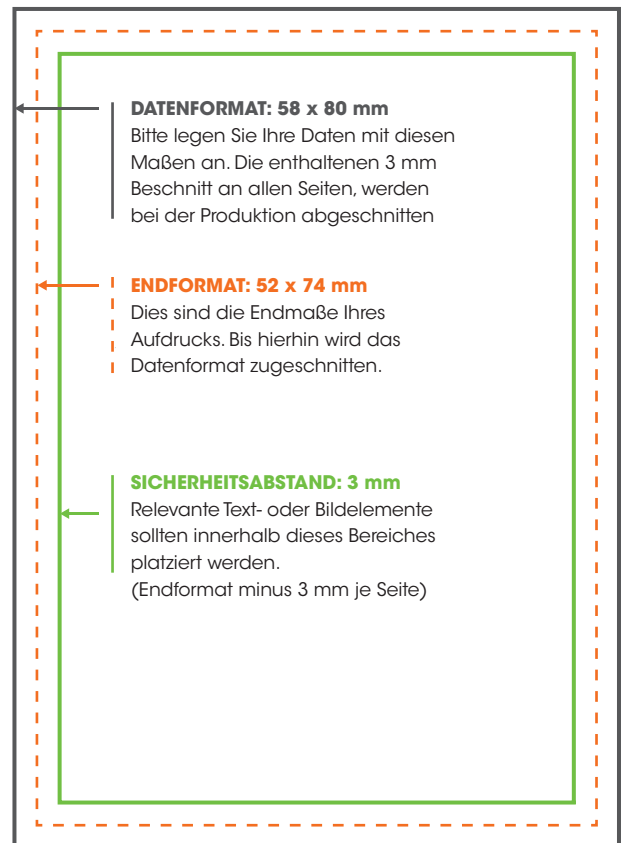 DATENFORMAT: 58 x 80 mm
Bitte legen Sie Ihre Daten mit diesen
Maßen an. Die enthaltenen 3 mm
Beschnitt an allen Seiten, werden
bei der Produktion abgeschnitten
ENDFORMAT: 52 x 74 mm
Dies sind die Endmaße Ihres
Aufdrucks. Bis hierhin wird das
Datenformat zugeschnitten.
SICHERHEITSABSTAND: 3 mm
Relevante Text- oder Bildelemente
sollten innerhalb dieses Bereiches
platziert werden.
(Endformat minus 3 mm je Seite)